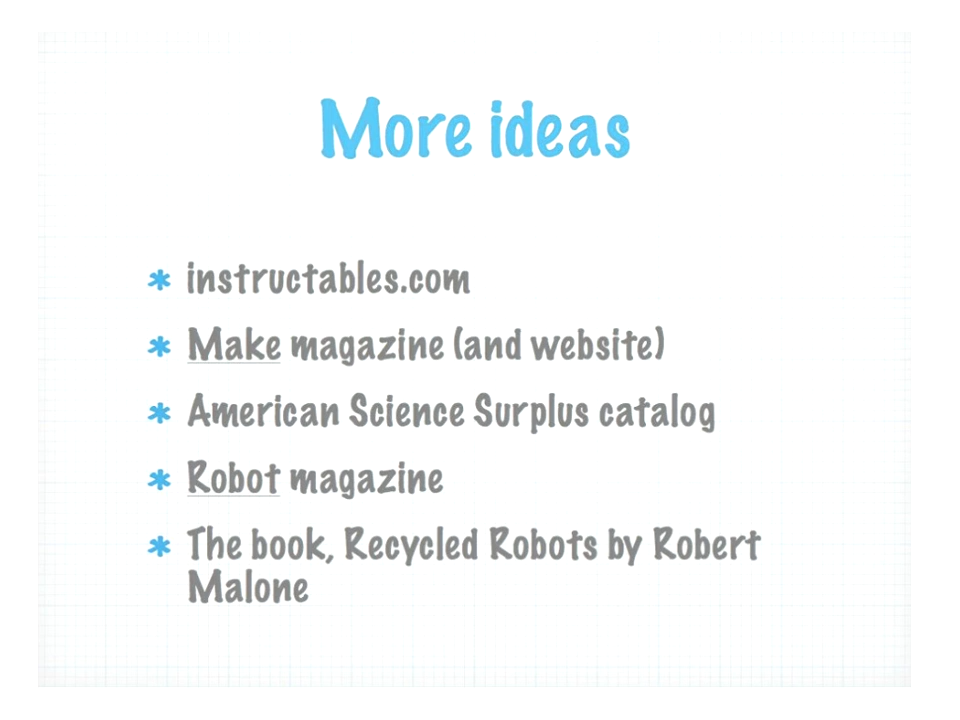 More ideas
* instructables.com
* Make magazine (and website)
* American Science Surplus catalog
* Robot magazine
* The book, Recycled Robots by Robert
Malone